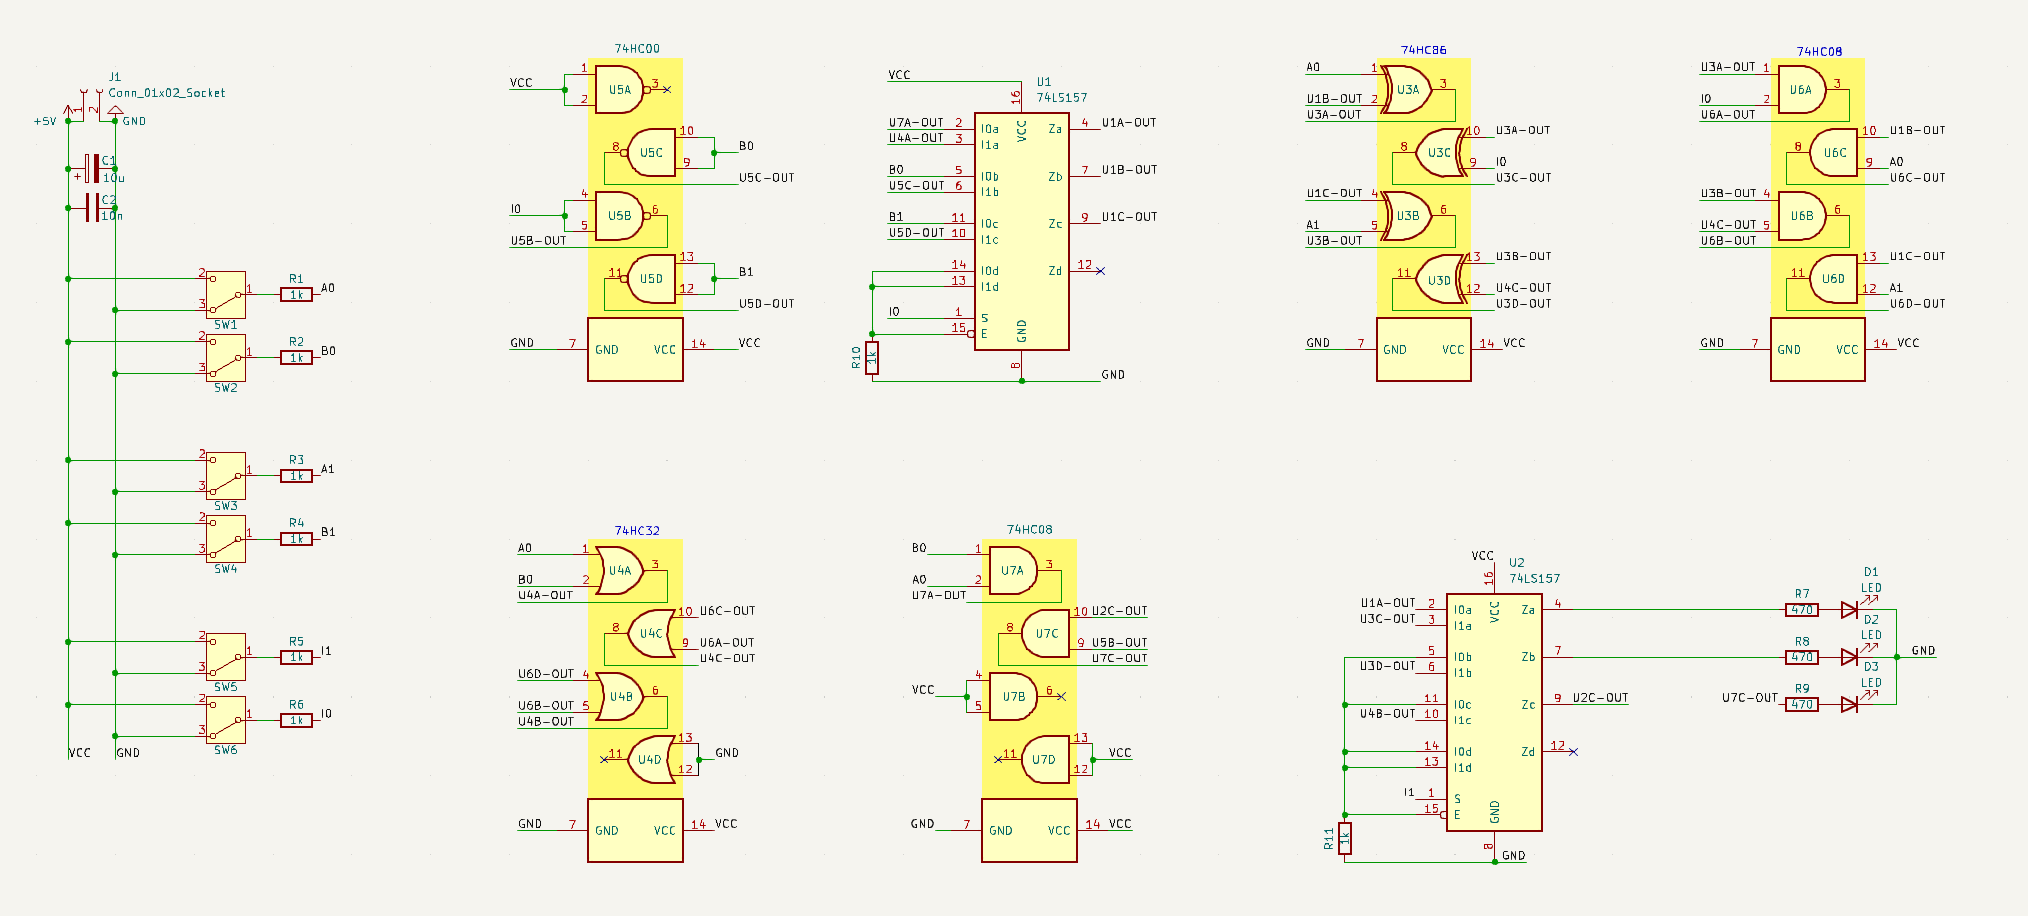 J1
Conn_01x02_Socket
1
2
+5V
GND
C1
+
10u
C2
10n
2
3
1
SW1
R1
1k
A0
2
3
1
SW2
R2
1k
B0
2
3
1
SW3
R3
1k
A1
2
3
1
SW4
R4
1k
B1
2
3
1
SW5
R5
1k
I1
2
3
1
SW6
R6
1k
I0
VCC
GND
74HC00
VCC
1
2
U5A
3
U5C
8
10
9
B0
U5C-OUT
I0
4
5
U5B
6
U5B-OUT
U5D
11
13
12
B1
U5D-OUT
GND
7
GND
VCC
14
VCC
U1
74LS157
VCC
16
VCC
U7A-OUT
2
I0a
Za
4
U1A-OUT
U4A-OUT
3
I1a
B0
5
I0b
Zb
7
U1B-OUT
U5C-OUT
6
I1b
B1
11
I0c
Zc
9
U1C-OUT
U5D-OUT
10
I1c
14
I0d
Zd
12
13
I1d
I0
1
S
15
E
GND
8
R10
1k
GND
74HC86
A0
1
U1B-OUT
2
U3A
3
U3A-OUT
U3C
8
10
U3A-OUT
9
I0
U3C-OUT
U1C-OUT
4
A1
5
U3B
6
U3B-OUT
U3D
11
13
U3B-OUT
12
U4C-OUT
U3D-OUT
GND
7
GND
VCC
14
VCC
74HC08
U3A-OUT
1
I0
2
U6A
3
U6A-OUT
U6C
8
10
U1B-OUT
9
A0
U6C-OUT
U3B-OUT
4
U4C-OUT
5
U6B
6
U6B-OUT
U6D
11
13
U1C-OUT
12
A1
U6D-OUT
GND
7
GND
VCC
14
VCC
74HC32
A0
1
B0
2
U4A
3
U4A-OUT
U4C
8
10
U6C-OUT
9
U6A-OUT
U4C-OUT
U6D-OUT
4
U6B-OUT
5
U4B
6
U4B-OUT
U4D
11
13
12
GND
GND
7
GND
VCC
14
VCC
74HC08
B0
1
A0
2
U7A
3
U7A-OUT
U7C
8
10
U2C-OUT
9
U5B-OUT
U7C-OUT
VCC
4
5
U7B
6
U7D
11
13
12
VCC
GND
7
GND
VCC
14
VCC
U2
74LS157
VCC
16
VCC
U1A-OUT
2
I0a
Za
4
U3C-OUT
3
I1a
5
I0b
Zb
7
U3D-OUT
6
I1b
11
I0c
Zc
9
U2C-OUT
U4B-OUT
10
I1c
14
I0d
Zd
12
13
I1d
I1
1
S
15
E
GND
8
R11
1k
GND
R7
470
D1
LED
R8
470
D2
LED
U7C-OUT
R9
470
D3
LED
GND